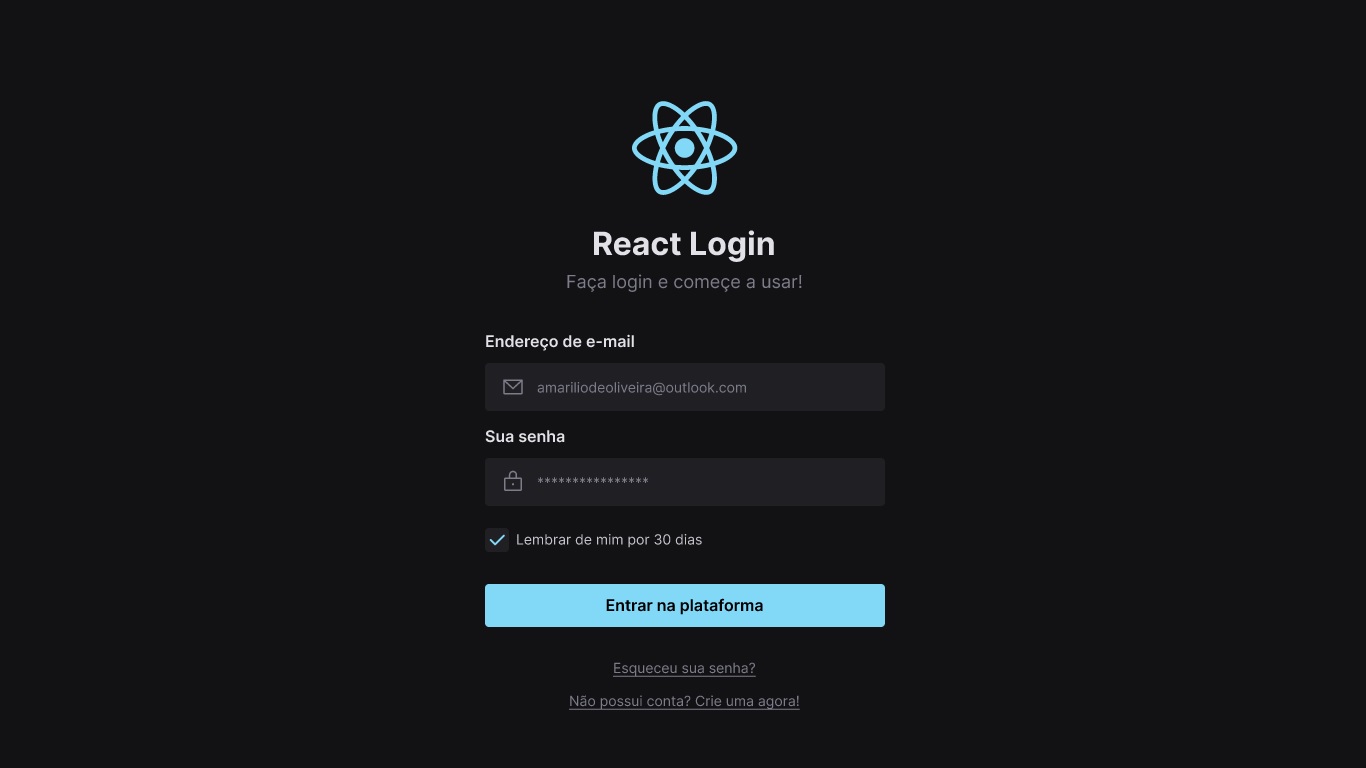 React Login
Faça login e começe a usar!
Endereço de e-mail
amariliodeoliveira@outlook.com
Sua senha
****************
Lembrar de mim por 30 dias
Entrar na plataforma
Esqueceu sua senha?
Não possui conta? Crie uma agora!